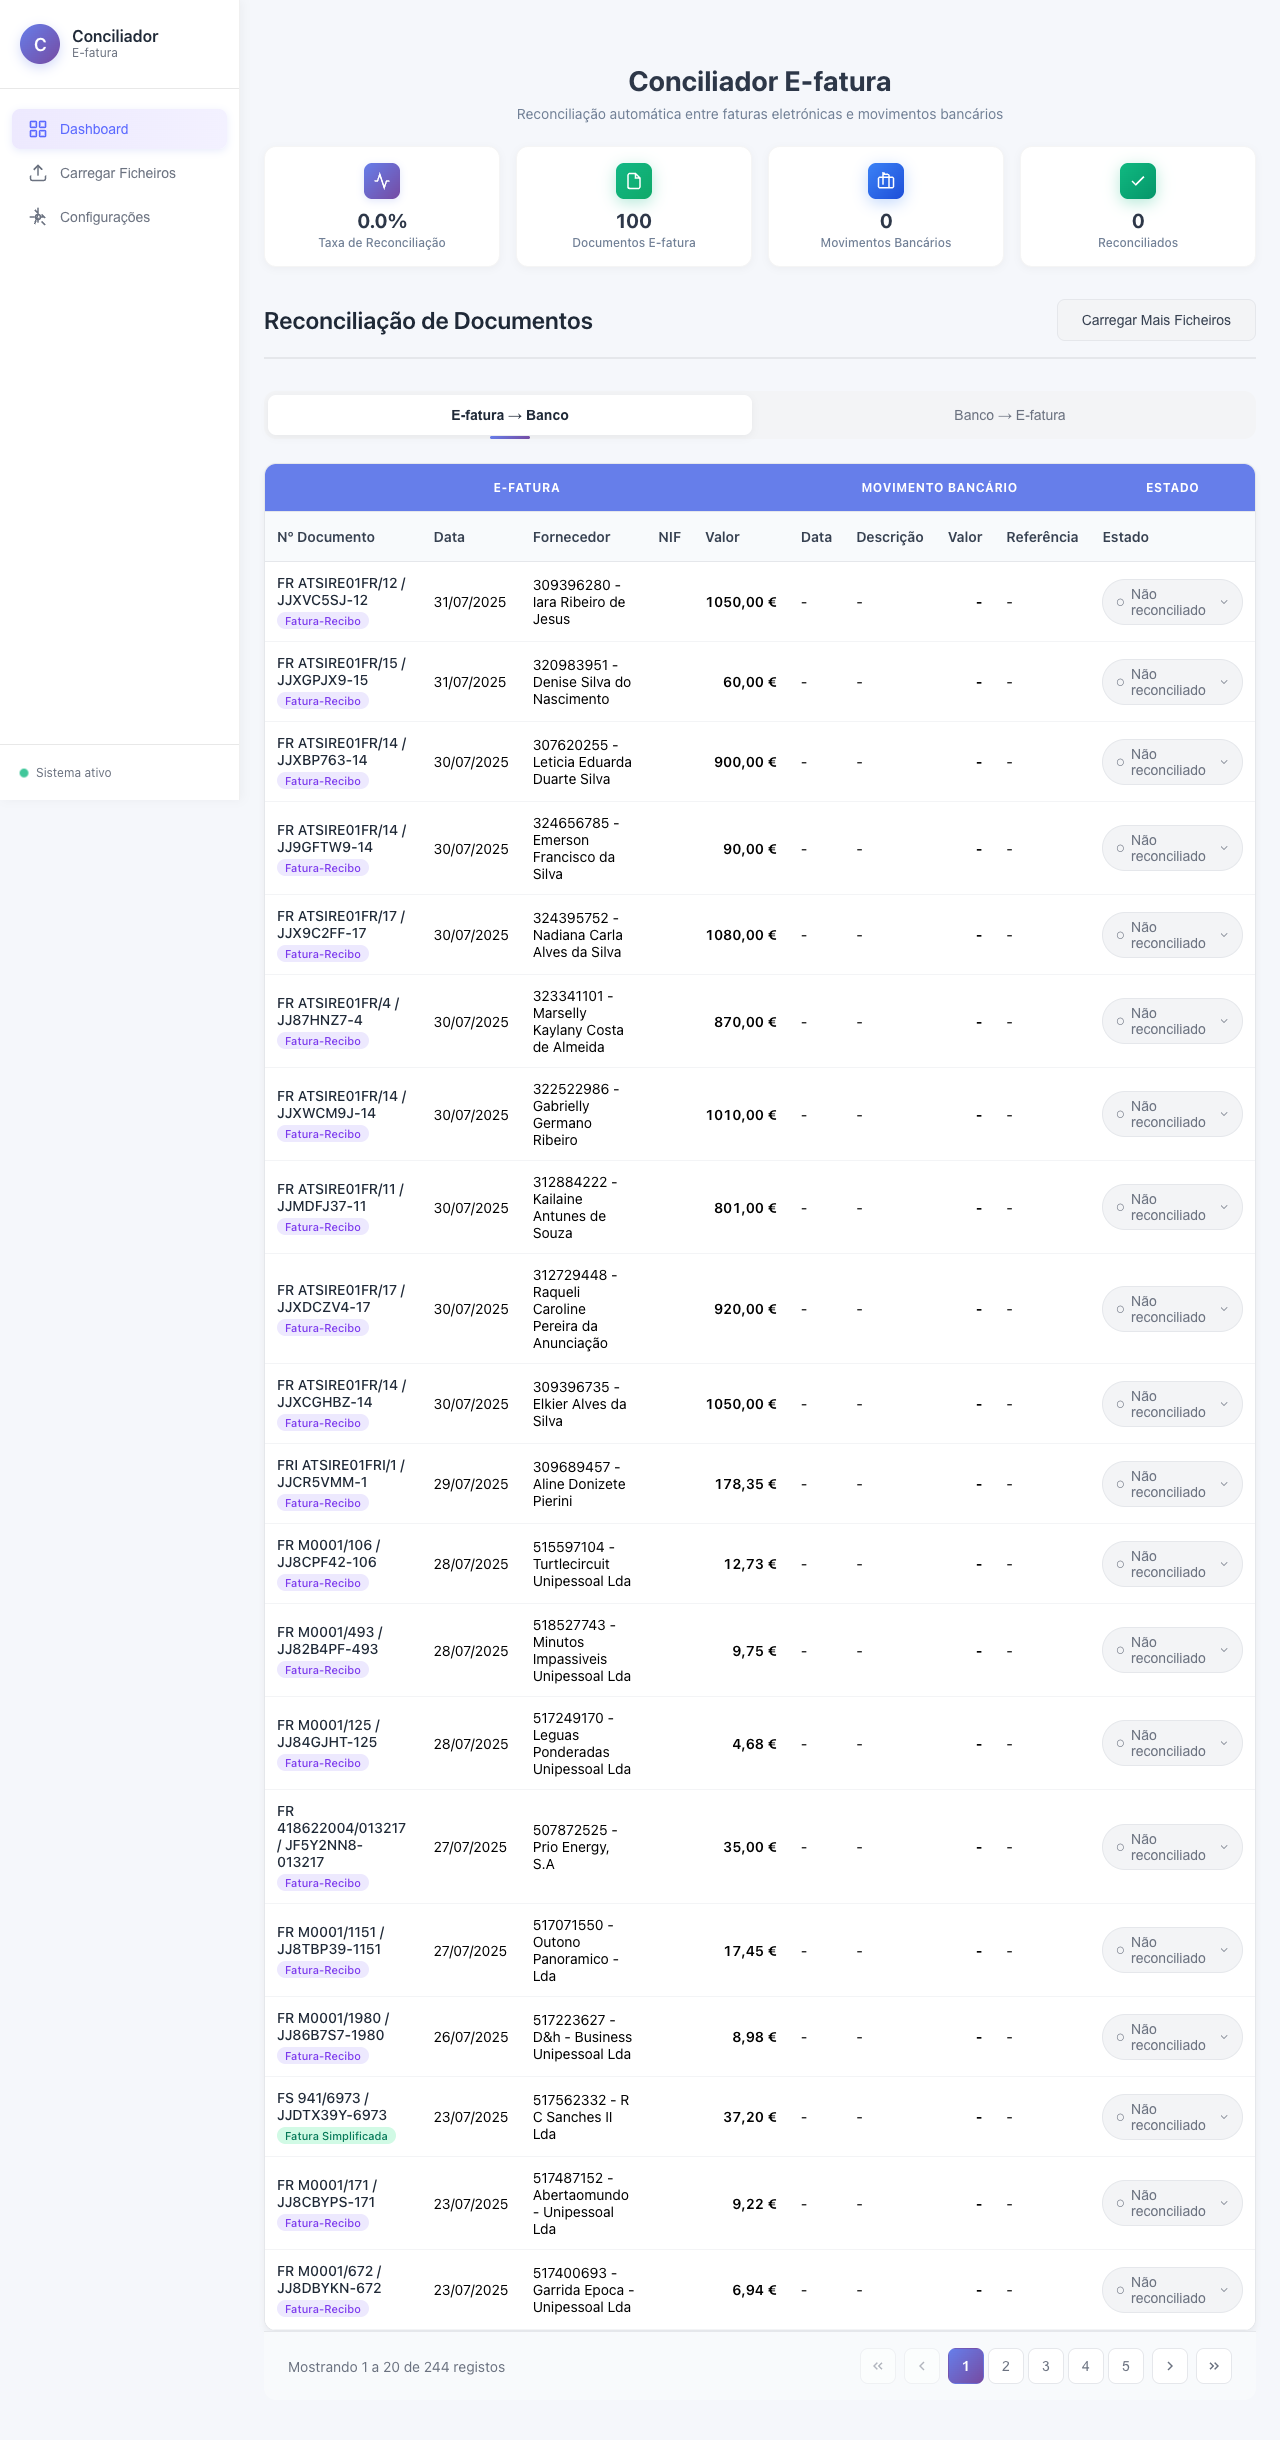 C
Conciliador
E-fatura
Dashboard
Carregar Ficheiros
Configurações
Sistema ativo
Conciliador E-fatura
Reconciliação automática entre faturas eletrónicas e movimentos bancários
0.0%
Taxa de Reconciliação
100
Documentos E-fatura
0
Movimentos Bancários
0
Reconciliados
Reconciliação de Documentos
Carregar Mais Ficheiros
E-fatura → Banco
Banco → E-fatura
E-FATURA MOVIMENTO BANCÁRIO ESTADO
Nº Documento Data Fornecedor NIF Valor Data Descrição Valor Referência Estado
FR ATSIRE01FR/12 /
JJXVC5SJ-12
Fatura-Recibo
31/07/2025
309396280 -
Iara Ribeiro de
Jesus
1050,00 € - - - -
Não
reconciliado
FR ATSIRE01FR/15 /
JJXGPJX9-15
Fatura-Recibo
31/07/2025
320983951 -
Denise Silva do
Nascimento
60,00 € - - - -
Não
reconciliado
FR ATSIRE01FR/14 /
JJXBP763-14
Fatura-Recibo
30/07/2025
307620255 -
Leticia Eduarda
Duarte Silva
900,00 € - - - -
Não
reconciliado
FR ATSIRE01FR/14 /
JJ9GFTW9-14
Fatura-Recibo
30/07/2025
324656785 -
Emerson
Francisco da
Silva
90,00 € - - - -
Não
reconciliado
FR ATSIRE01FR/17 /
JJX9C2FF-17
Fatura-Recibo
30/07/2025
324395752 -
Nadiana Carla
Alves da Silva
1080,00 € - - - -
Não
reconciliado
FR ATSIRE01FR/4 /
JJ87HNZ7-4
Fatura-Recibo
30/07/2025
323341101 -
Marselly
Kaylany Costa
de Almeida
870,00 € - - - -
Não
reconciliado
FR ATSIRE01FR/14 /
JJXWCM9J-14
Fatura-Recibo
30/07/2025
322522986 -
Gabrielly
Germano
Ribeiro
1010,00 € - - - -
Não
reconciliado
FR ATSIRE01FR/11 /
JJMDFJ37-11
Fatura-Recibo
30/07/2025
312884222 -
Kailaine
Antunes de
Souza
801,00 € - - - -
Não
reconciliado
FR ATSIRE01FR/17 /
JJXDCZV4-17
Fatura-Recibo
30/07/2025
312729448 -
Raqueli
Caroline
Pereira da
Anunciação
920,00 € - - - -
Não
reconciliado
FR ATSIRE01FR/14 /
JJXCGHBZ-14
Fatura-Recibo
30/07/2025
309396735 -
Elkier Alves da
Silva
1050,00 € - - - -
Não
reconciliado
FRI ATSIRE01FRI/1 /
JJCR5VMM-1
Fatura-Recibo
29/07/2025
309689457 -
Aline Donizete
Pierini
178,35 € - - - -
Não
reconciliado
FR M0001/106 /
JJ8CPF42-106
Fatura-Recibo
28/07/2025
515597104 -
Turtlecircuit
Unipessoal Lda
12,73 € - - - -
Não
reconciliado
FR M0001/493 /
JJ82B4PF-493
Fatura-Recibo
28/07/2025
518527743 -
Minutos
Impassiveis
Unipessoal Lda
9,75 € - - - -
Não
reconciliado
FR M0001/125 /
JJ84GJHT-125
Fatura-Recibo
28/07/2025
517249170 -
Leguas
Ponderadas
Unipessoal Lda
4,68 € - - - -
Não
reconciliado
FR
418622004/013217
/ JF5Y2NN8-
013217
Fatura-Recibo
27/07/2025
507872525 -
Prio Energy,
S.A
35,00 € - - - -
Não
reconciliado
FR M0001/1151 /
JJ8TBP39-1151
Fatura-Recibo
27/07/2025
517071550 -
Outono
Panoramico -
Lda
17,45 € - - - -
Não
reconciliado
FR M0001/1980 /
JJ86B7S7-1980
Fatura-Recibo
26/07/2025
517223627 -
D&h - Business
Unipessoal Lda
8,98 € - - - -
Não
reconciliado
FS 941/6973 /
JJDTX39Y-6973
Fatura Simplificada
23/07/2025
517562332 - R
C Sanches II
Lda
37,20 € - - - -
Não
reconciliado
FR M0001/171 /
JJ8CBYPS-171
Fatura-Recibo
23/07/2025
517487152 -
Abertaomundo
- Unipessoal
Lda
9,22 € - - - -
Não
reconciliado
FR M0001/672 /
JJ8DBYKN-672
Fatura-Recibo
23/07/2025
517400693 -
Garrida Epoca -
Unipessoal Lda
6,94 € - - - -
Não
reconciliado
Mostrando 1 a 20 de 244 registos
« ‹ 1 2 3 4 5 › »